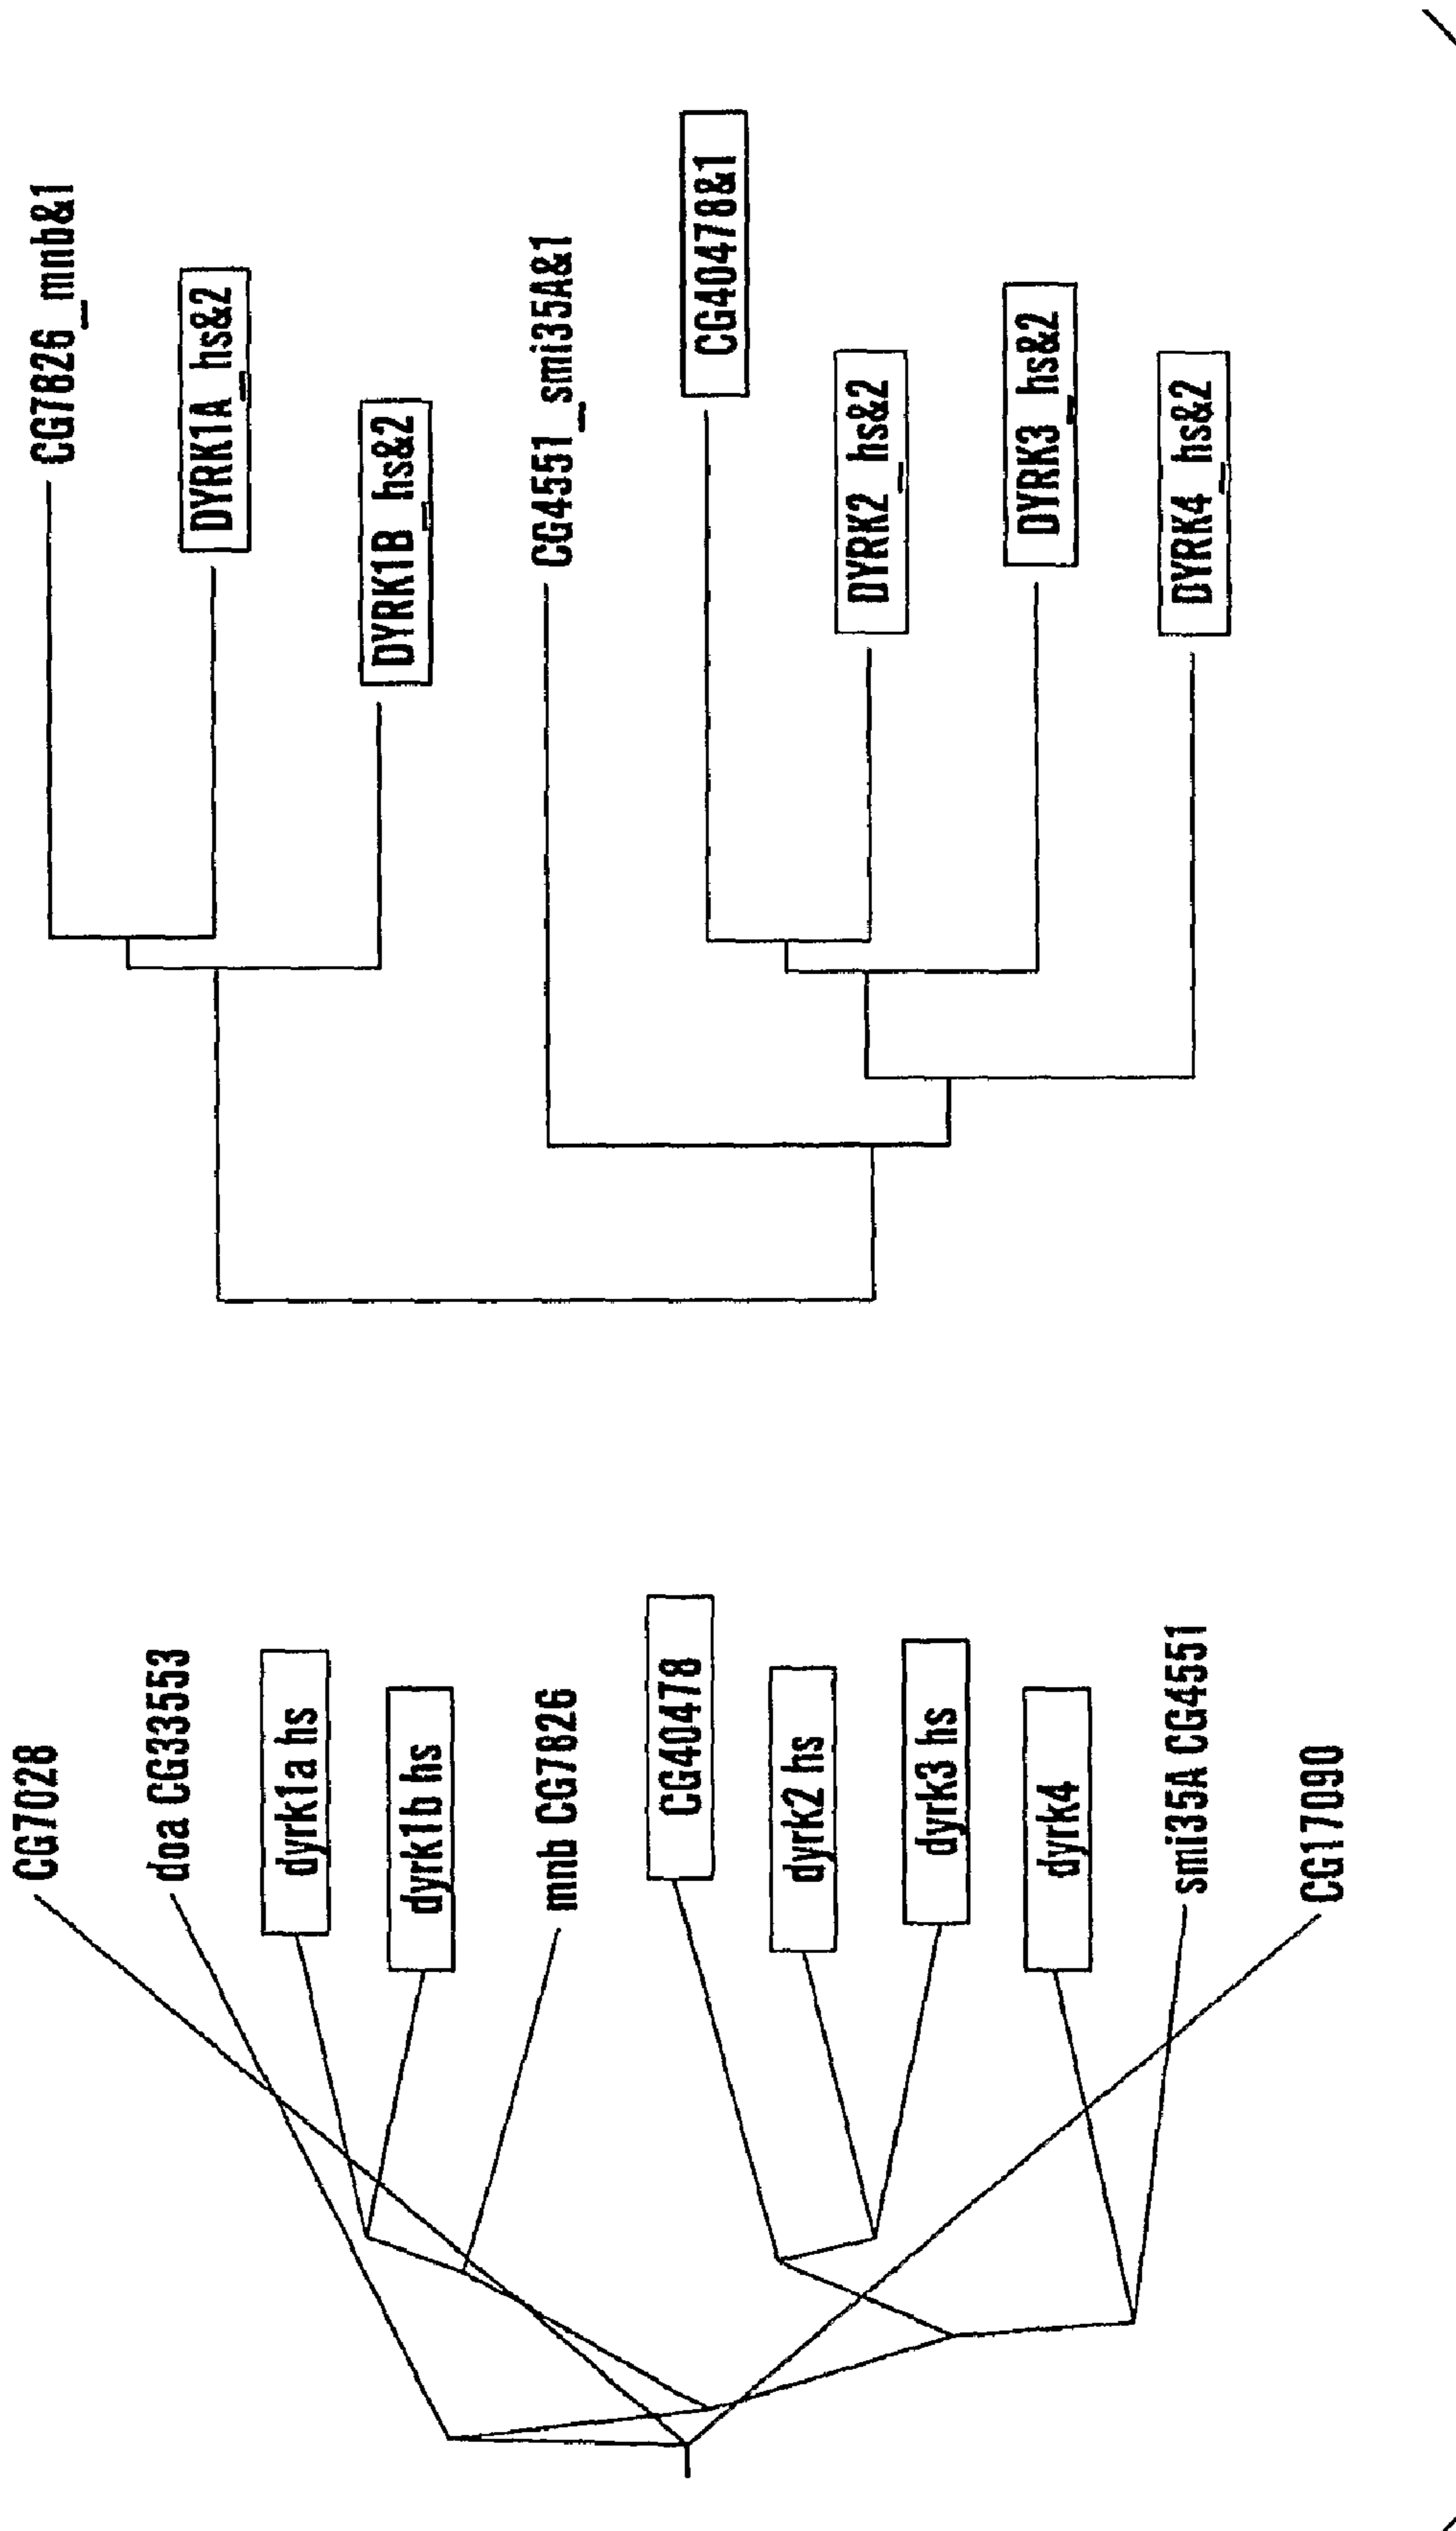 CG7826_mnb&1
DYRK1A_hs&2
DYRK1B_hs&2
CG4551_smi35A&1
CG40478&1
DYRK2_hs&2
DYRK3_hs&2
DYRK4_hs&2
CG7028
doa CG33553
dyrk1a hs
dyrk1b hs
mnb CG7826
CG40478
dyrk2 hs
dyrk3 hs
dyrk4
smi35A CG4551
CG17090